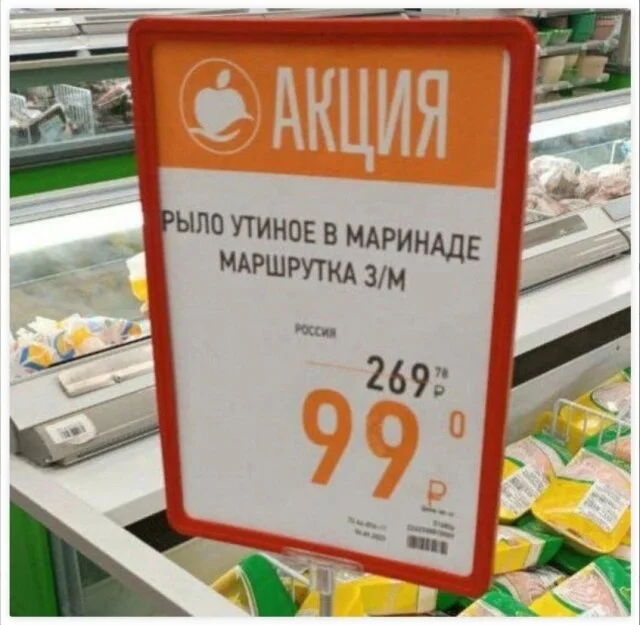 АКЦИЯ
РЫЛО УТИНОЕ В МАРИНАДЕ
МАРШРУТКА З/М
РОССИЯ
269 78 ₽
99 0 ₽